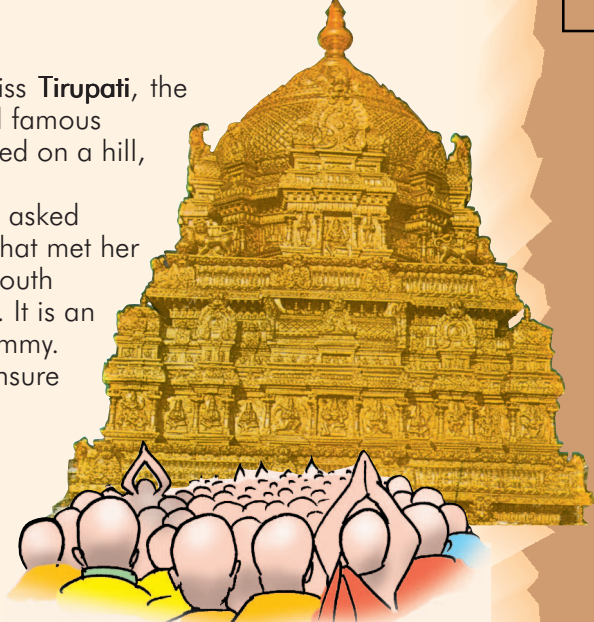 iss Tirupati, the
famous
ed on a hill,
asked
hat met her
outh
. It is an
mmy.
nsure